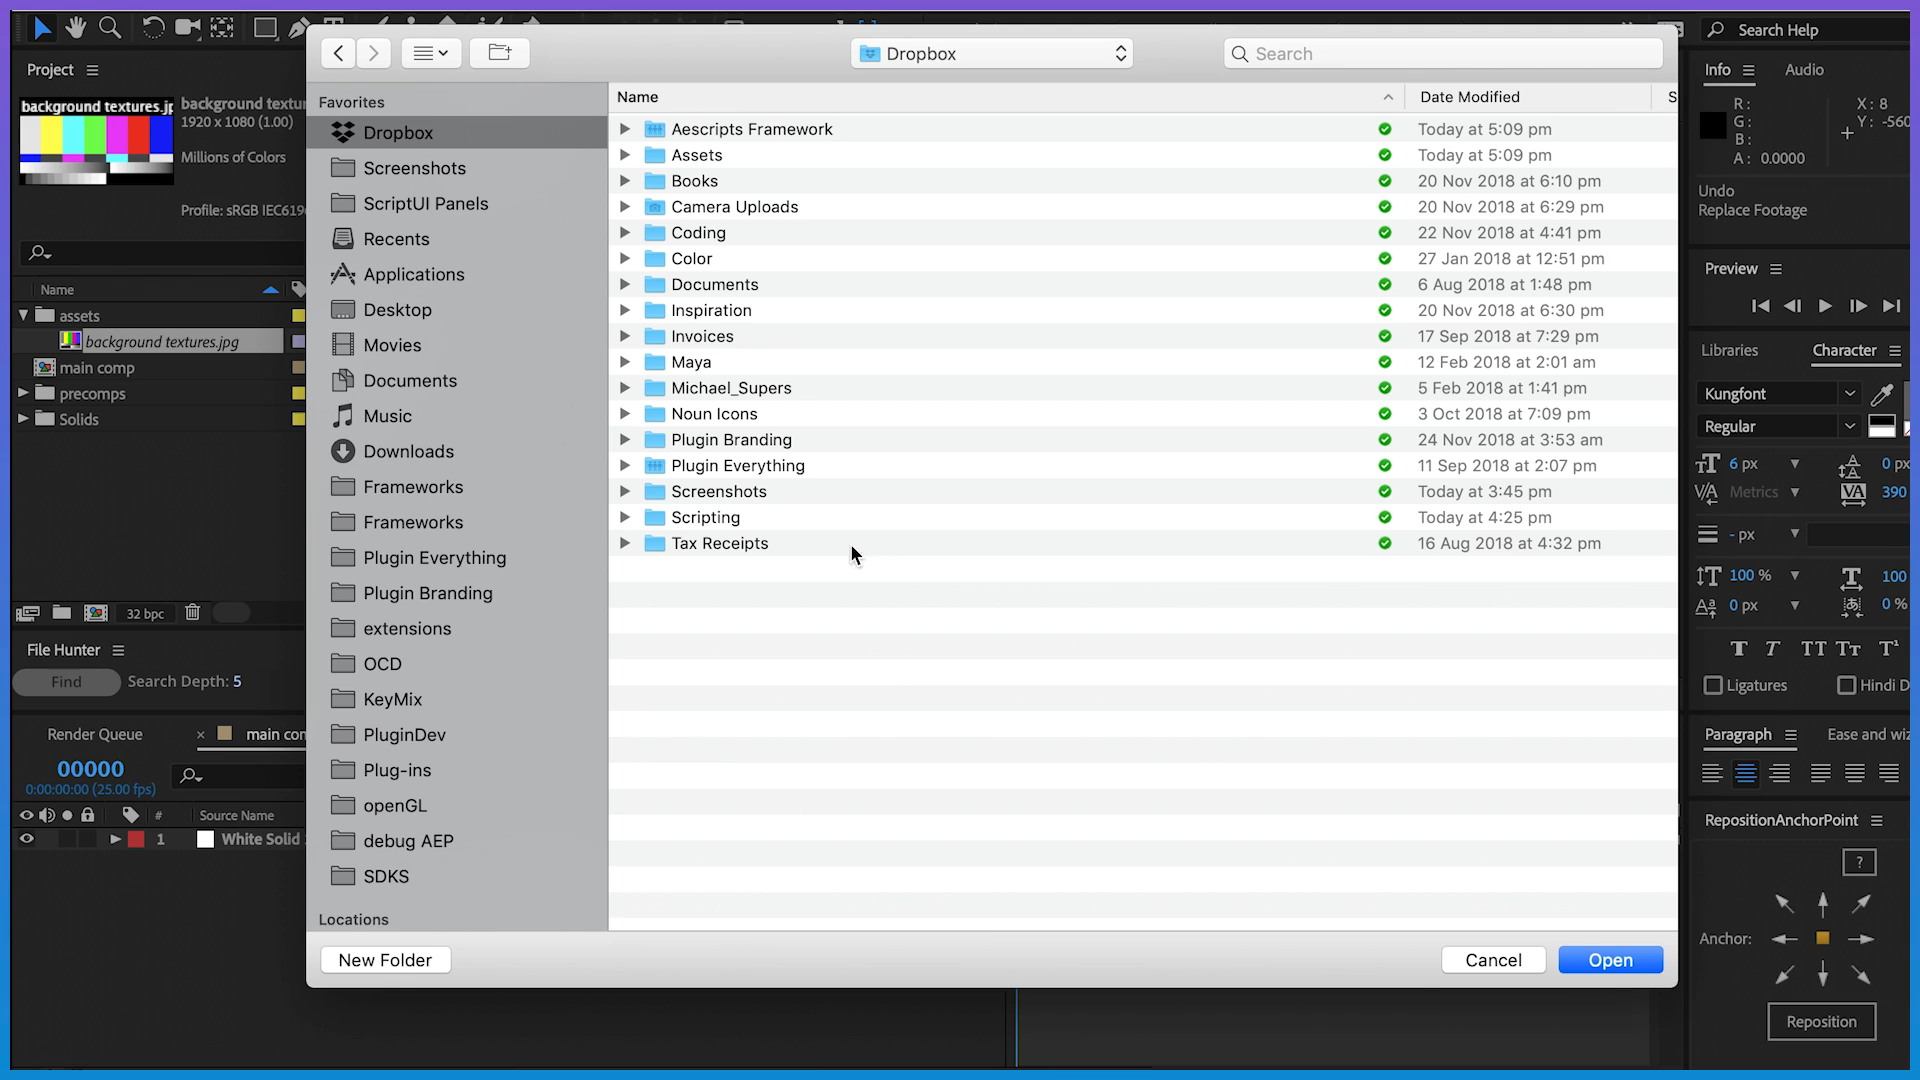 Search Help
Project
background textures.jp
background textur
1920 x 1080 (1.00)
Millions of Colors
Profile: sRGB IEC619
Name
assets
background textures.jpg
main comp
precomps
Solids
32 bpc
File Hunter
Find
Search Depth: 5
Render Queue
× main con
00000
0:00:00:00 (25.00 fps)
# Source Name
1 White Solid
Dropbox
Search
Favorites
Dropbox
Screenshots
ScriptUI Panels
Recents
Applications
Desktop
Movies
Documents
Music
Downloads
Frameworks
Frameworks
Plugin Everything
Plugin Branding
extensions
OCD
KeyMix
PluginDev
Plug-ins
openGL
debug AEP
SDKS
Locations
Name Date Modified S
Aescripts Framework Today at 5:09 pm
Assets Today at 5:09 pm
Books 20 Nov 2018 at 6:10 pm
Camera Uploads 20 Nov 2018 at 6:29 pm
Coding 22 Nov 2018 at 4:41 pm
Color 27 Jan 2018 at 12:51 pm
Documents 6 Aug 2018 at 1:48 pm
Inspiration 20 Nov 2018 at 6:30 pm
Invoices 17 Sep 2018 at 7:29 pm
Maya 12 Feb 2018 at 2:01 am
Michael_Supers 5 Feb 2018 at 1:41 pm
Noun Icons 3 Oct 2018 at 7:09 pm
Plugin Branding 24 Nov 2018 at 3:53 am
Plugin Everything 11 Sep 2018 at 2:07 pm
Screenshots Today at 3:45 pm
Scripting Today at 4:25 pm
Tax Receipts 16 Aug 2018 at 4:32 pm
New Folder Cancel Open
Info Audio
R: X: 8
G: Y: -560
B:
A: 0.0000
Undo
Replace Footage
Preview
Libraries Character
Kungfont
Regular
6 px 0 px
Metrics 390
- px
100 % 100
0 px 0 %
T T TT Tт T¹
Ligatures Hindi D
Paragraph Ease and wiz
RepositionAnchorPoint
?
Anchor:
Reposition